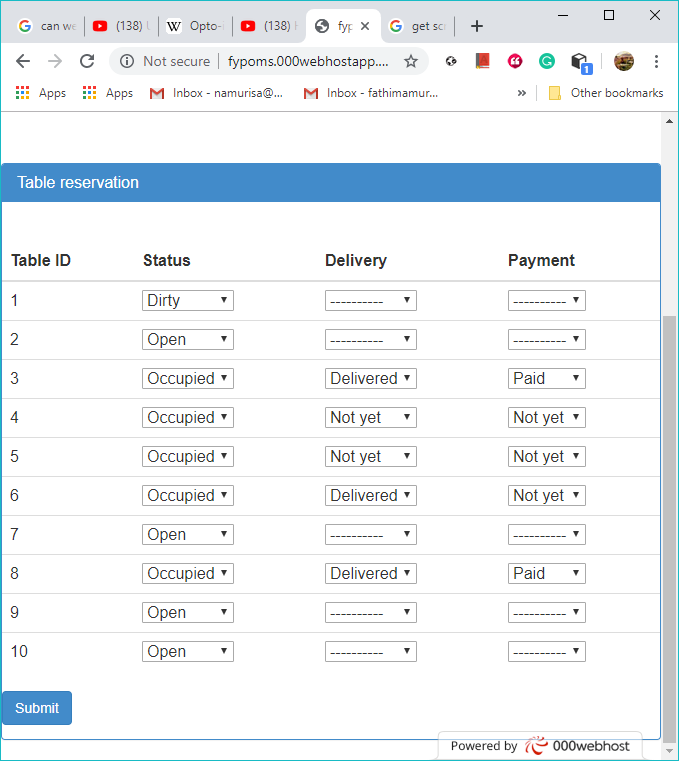 can we
(138) U
Opto-
(138) H
fyp
get scr
Not secure fypoms.000webhostapp....
1
Apps Apps Inbox - namurisa@... Inbox - fathimamur... » Other bookmarks
Table reservation
Table ID Status Delivery Payment
1 Dirty ---------- ----------
2 Open ---------- ----------
3 Occupied Delivered Paid
4 Occupied Not yet Not yet
5 Occupied Not yet Not yet
6 Occupied Delivered Not yet
7 Open ---------- ----------
8 Occupied Delivered Paid
9 Open ---------- ----------
10 Open ---------- ----------
Submit
Powered by 000webhost